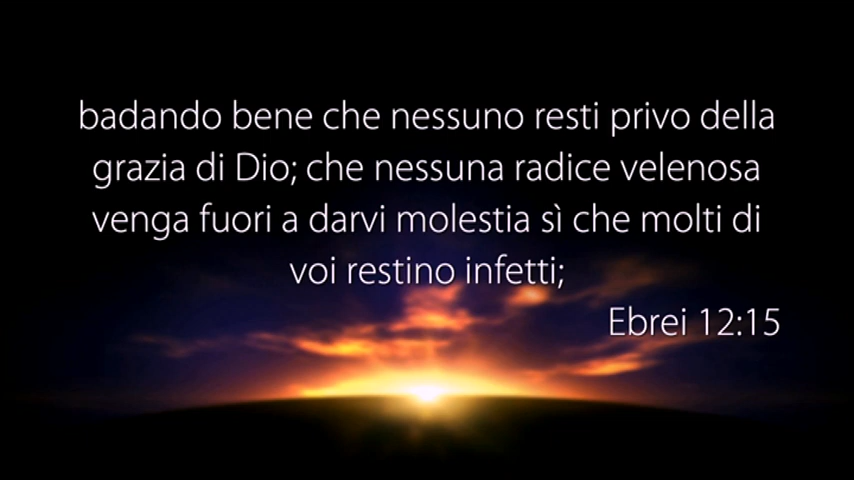 badando bene che nessuno resti privo della
grazia di Dio; che nessuna radice velenosa
venga fuori a darvi molestia sì che molti di
voi restino infetti;
Ebrei 12:15